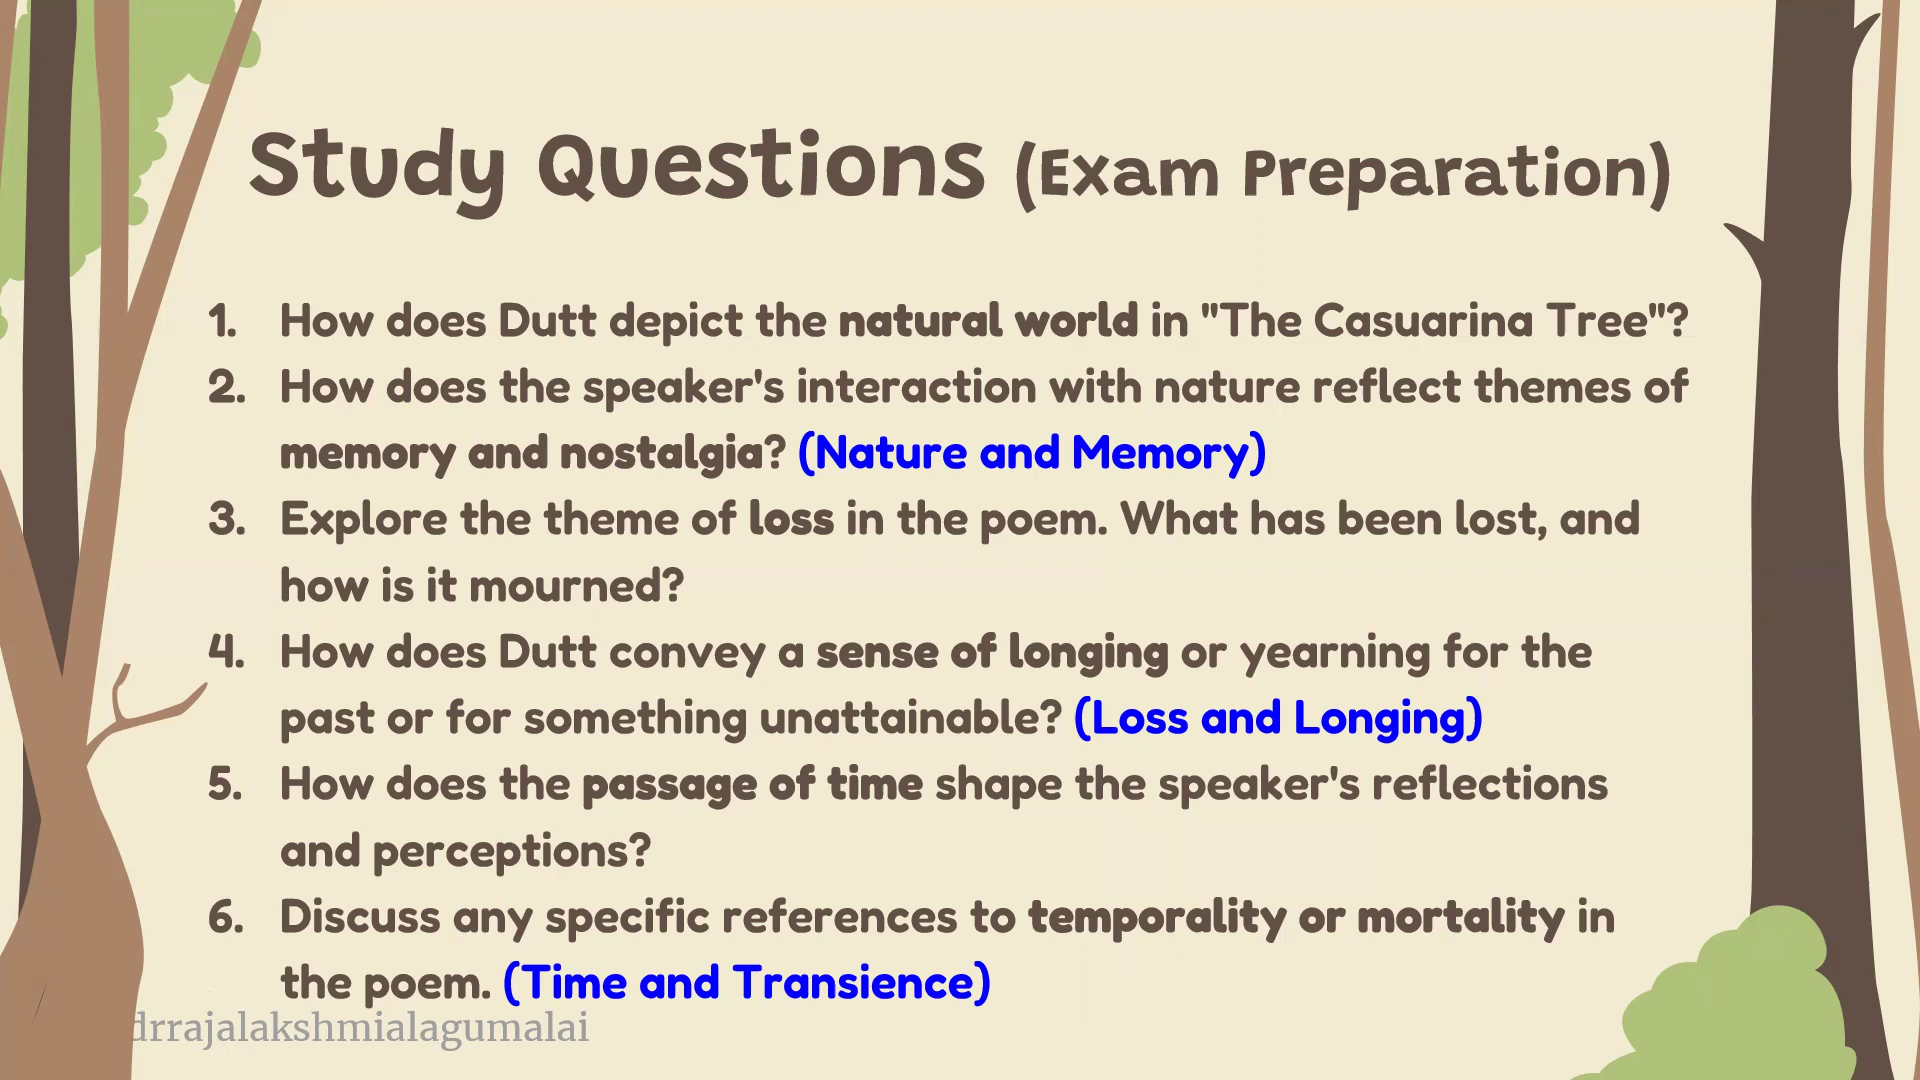 Study Questions (Exam Preparation)
1. How does Dutt depict the natural world in "The Casuarina Tree"?
2. How does the speaker's interaction with nature reflect themes of
memory and nostalgia? (Nature and Memory)
3. Explore the theme of loss in the poem. What has been lost, and
how is it mourned?
4. How does Dutt convey a sense of longing or yearning for the
past or for something unattainable? (Loss and Longing)
5. How does the passage of time shape the speaker's reflections
and perceptions?
6. Discuss any specific references to temporality or mortality in
the poem. (Time and Transience)
drrajalakshmialagumalai